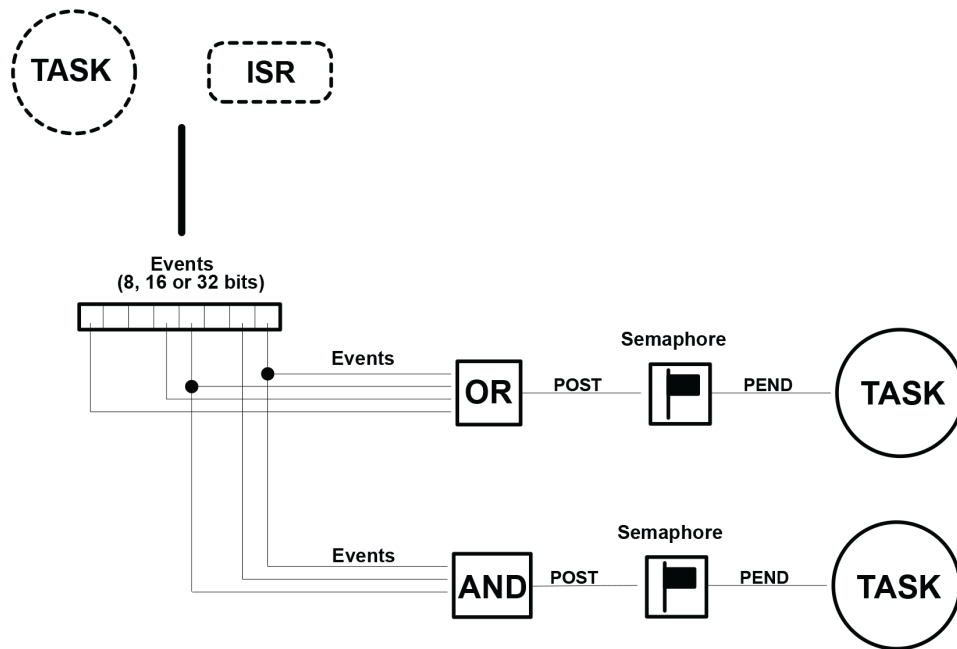 TASK
ISR
Events
(8, 16 or 32 bits)
Semaphore
Events
OR
POST
PEND
TASK
Semaphore
Events
AND
POST
PEND
TASK